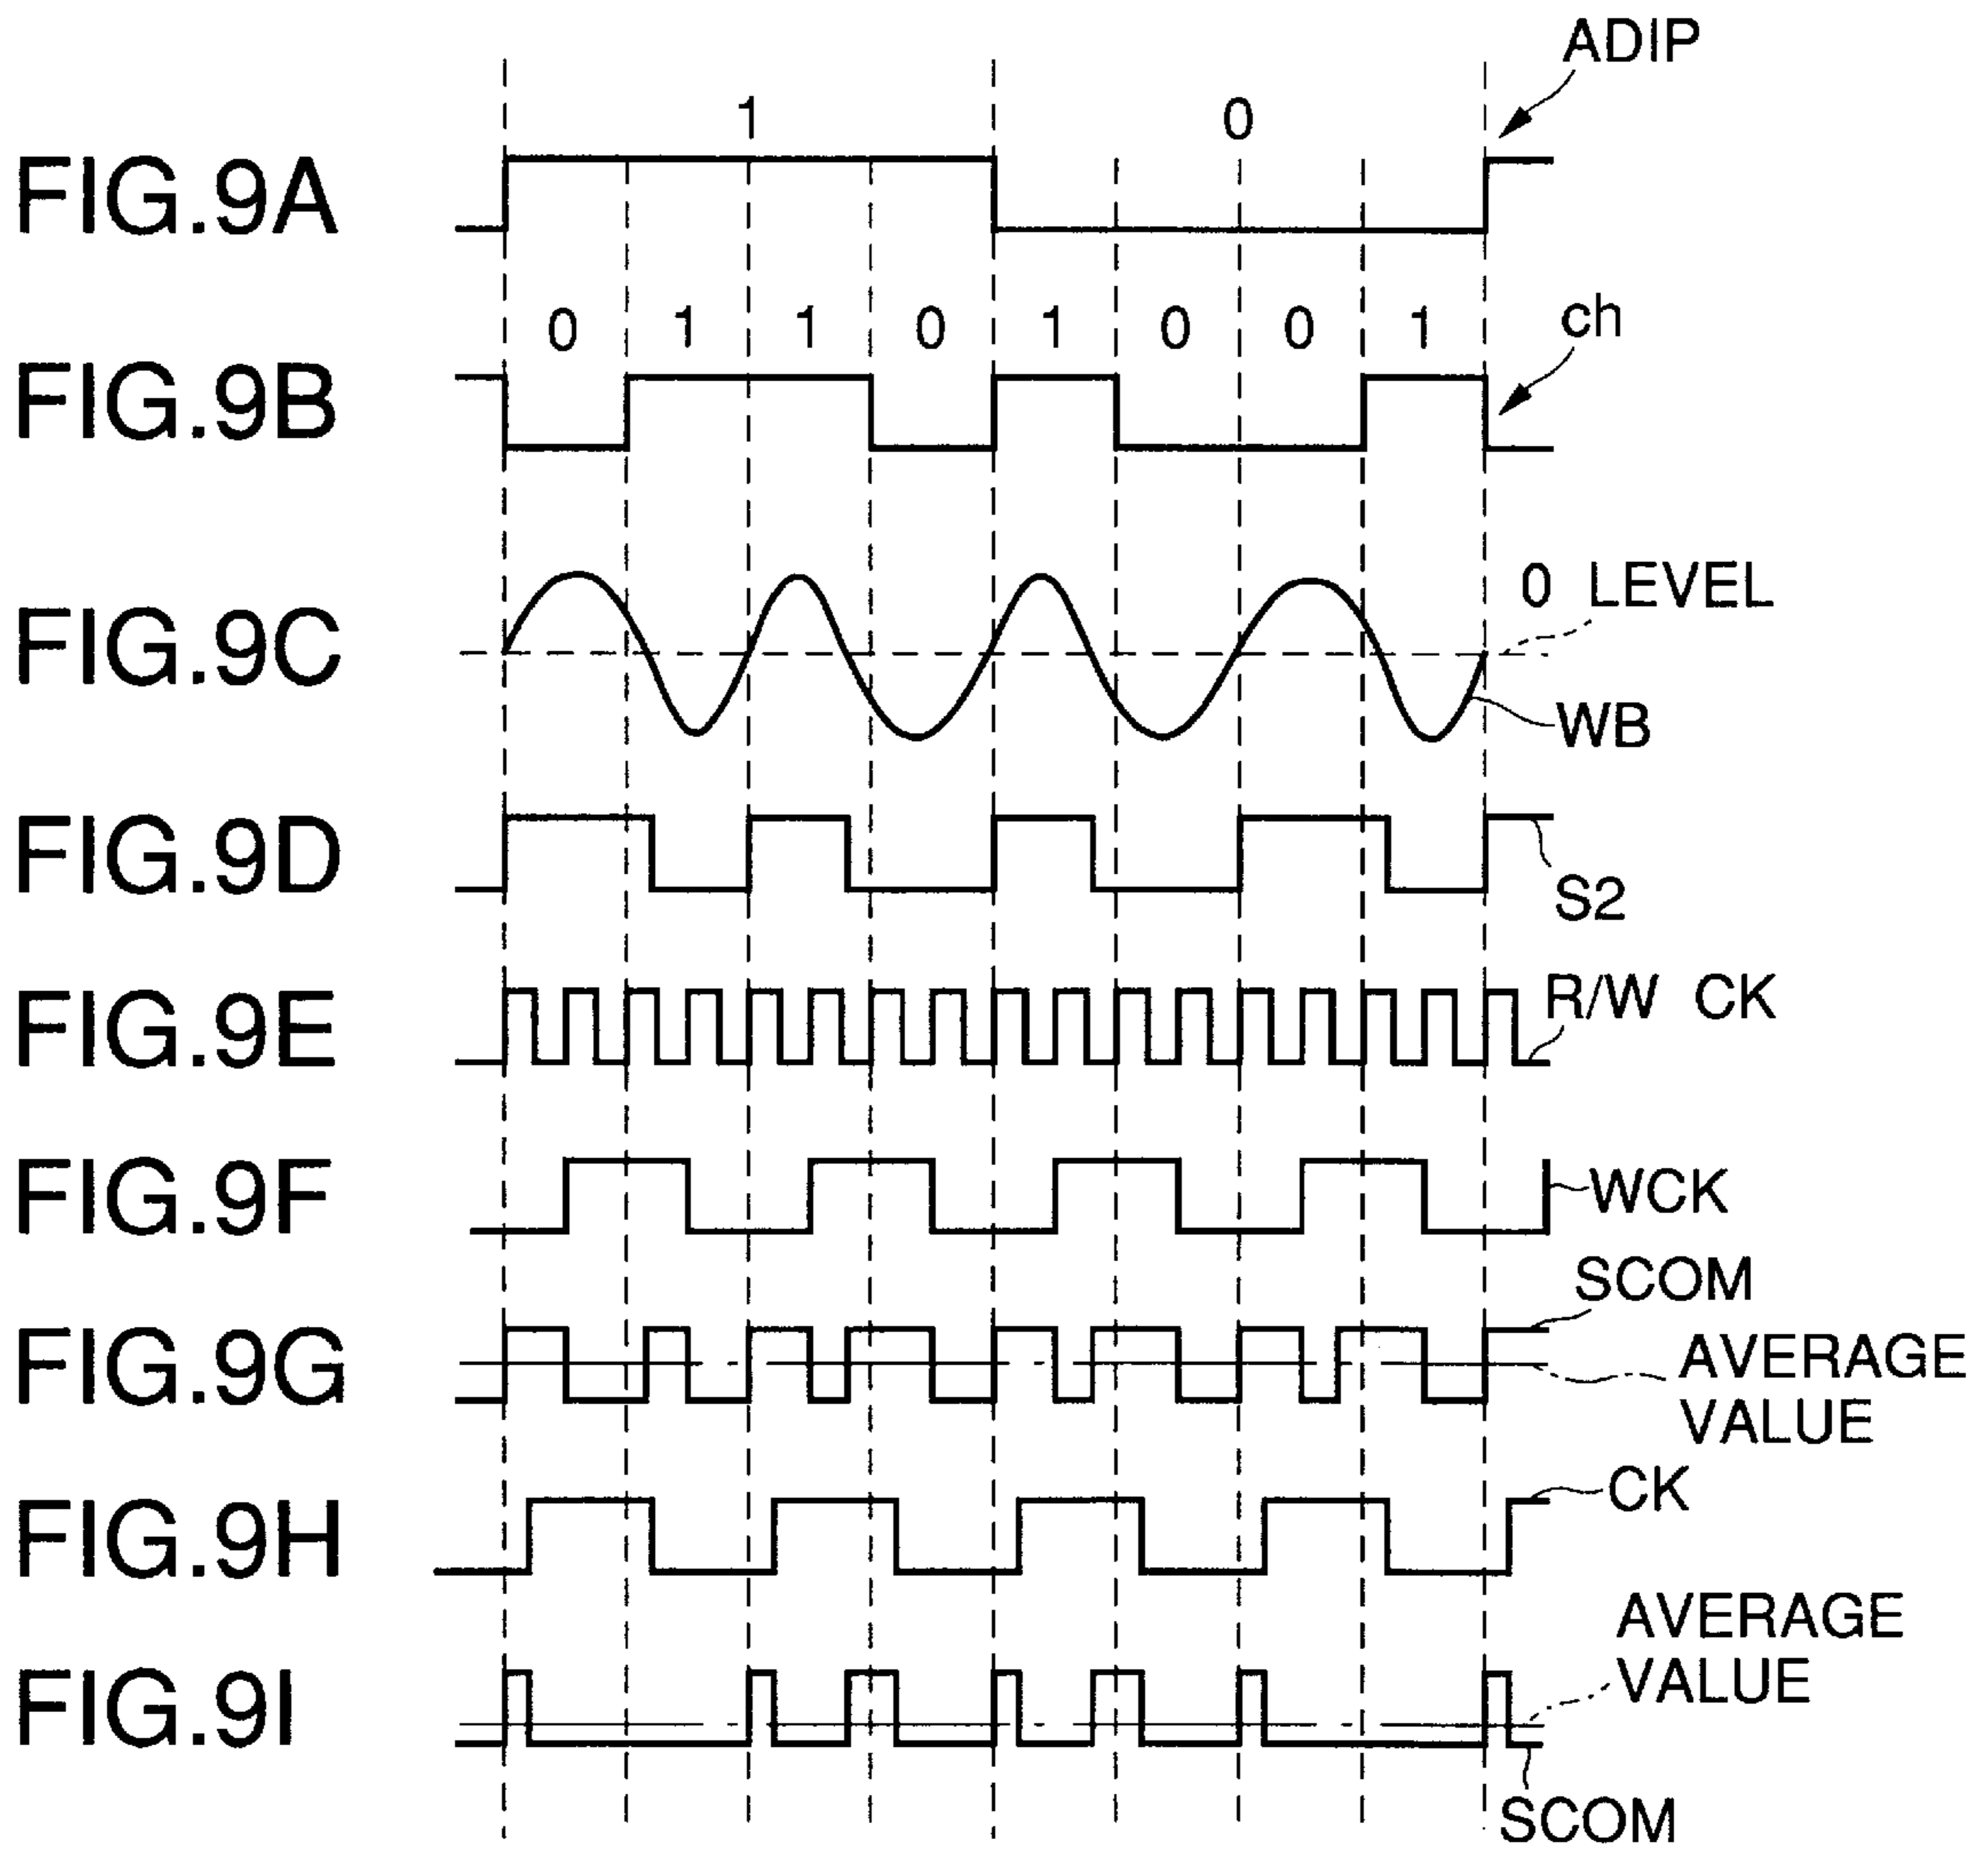 ADIP
1 0
FIG.9A
0 1 1 0 1 0 0 1 ch
FIG.9B
0 LEVEL
FIG.9C
WB
FIG.9D
S2
R/W CK
FIG.9E
FIG.9F
WCK
SCOM
FIG.9G
AVERAGE
VALUE
CK
FIG.9H
AVERAGE
VALUE
FIG.9I
SCOM